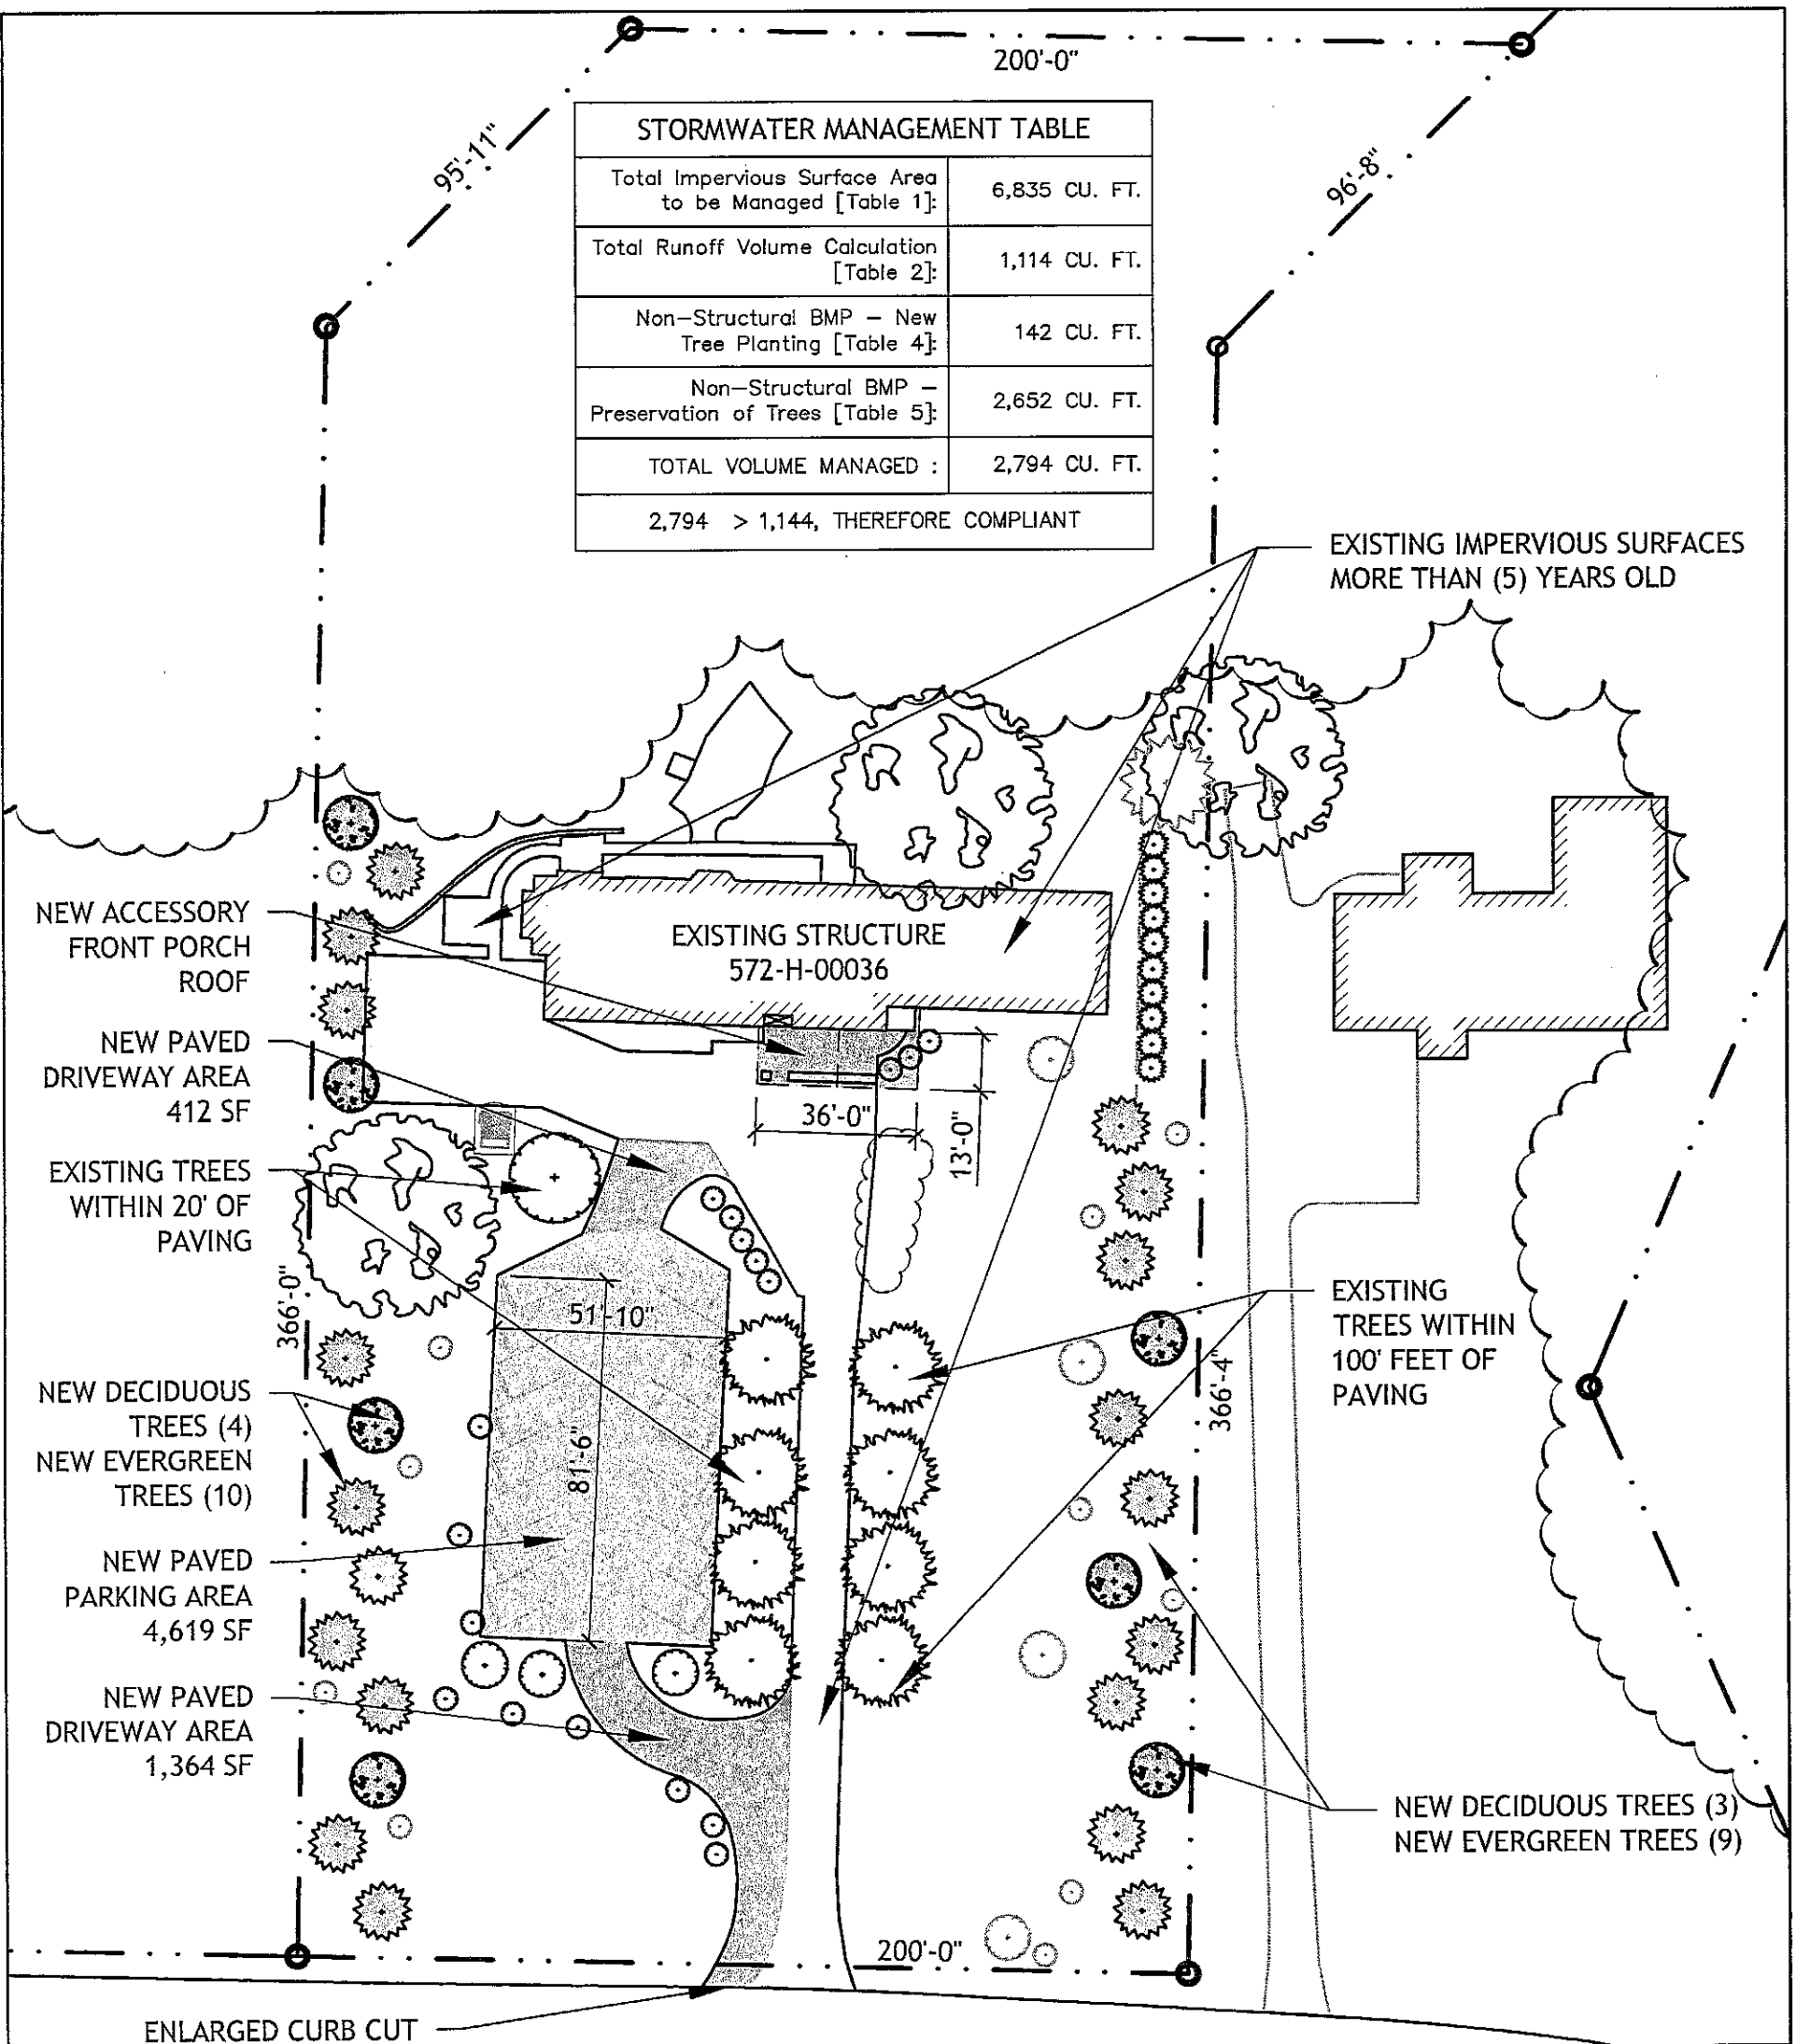 200'-0"
95'-11"
96'-8"
STORMWATER MANAGEMENT TABLE
Total Impervious Surface Area
to be Managed [Table 1]:
6,835 CU. FT.
Total Runoff Volume Calculation
[Table 2]:
1,114 CU. FT.
Non-Structural BMP - New
Tree Planting [Table 4]:
142 CU. FT.
Non-Structural BMP -
Preservation of Trees [Table 5]:
2,652 CU. FT.
TOTAL VOLUME MANAGED :
2,794 CU. FT.
2,794 > 1,144, THEREFORE COMPLIANT
EXISTING IMPERVIOUS SURFACES
MORE THAN (5) YEARS OLD
NEW ACCESSORY
FRONT PORCH
ROOF
EXISTING STRUCTURE
572-H-00036
NEW PAVED
DRIVEWAY AREA
412 SF
36'-0"
13'-0"
EXISTING TREES
WITHIN 20' OF
PAVING
366'-0"
51'-10"
81'-6"
EXISTING
TREES WITHIN
100' FEET OF
PAVING
366'-4"
NEW DECIDUOUS
TREES (4)
NEW EVERGREEN
TREES (10)
NEW PAVED
PARKING AREA
4,619 SF
NEW PAVED
DRIVEWAY AREA
1,364 SF
NEW DECIDUOUS TREES (3)
NEW EVERGREEN TREES (9)
200'-0"
ENLARGED CURB CUT